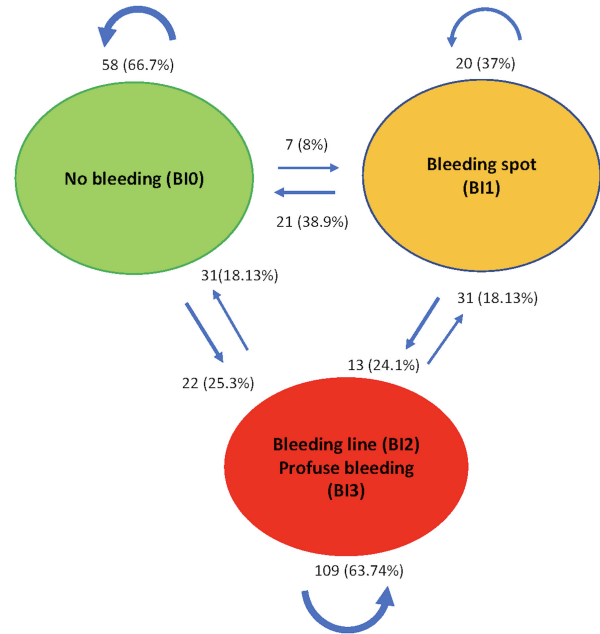 58 (66.7%)
20 (37%)
7 (8%)
No bleeding (BI0)
Bleeding spot
(BI1)
21 (38.9%)
31(18.13%)
31 (18.13%)
22 (25.3%)
13 (24.1%)
Bleeding line (BI2)
Profuse bleeding
(BI3)
109 (63.74%)